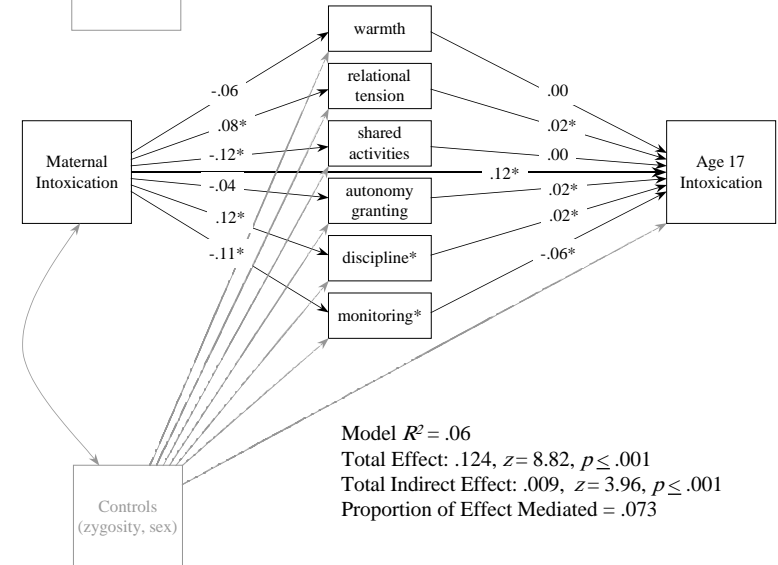 warmth
relational
tension
shared
activities
autonomy
granting
discipline*
monitoring*
Maternal
Intoxication
Age 17
Intoxication
-.06
.08*
-.12*
-.04
.12*
-.11*
.12*
.00
.02*
.00
.02*
.02*
-.06*
Controls
(zygosity, sex)
Model R² = .06
Total Effect: .124, z = 8.82, p ≤ .001
Total Indirect Effect: .009, z = 3.96, p ≤ .001
Proportion of Effect Mediated = .073